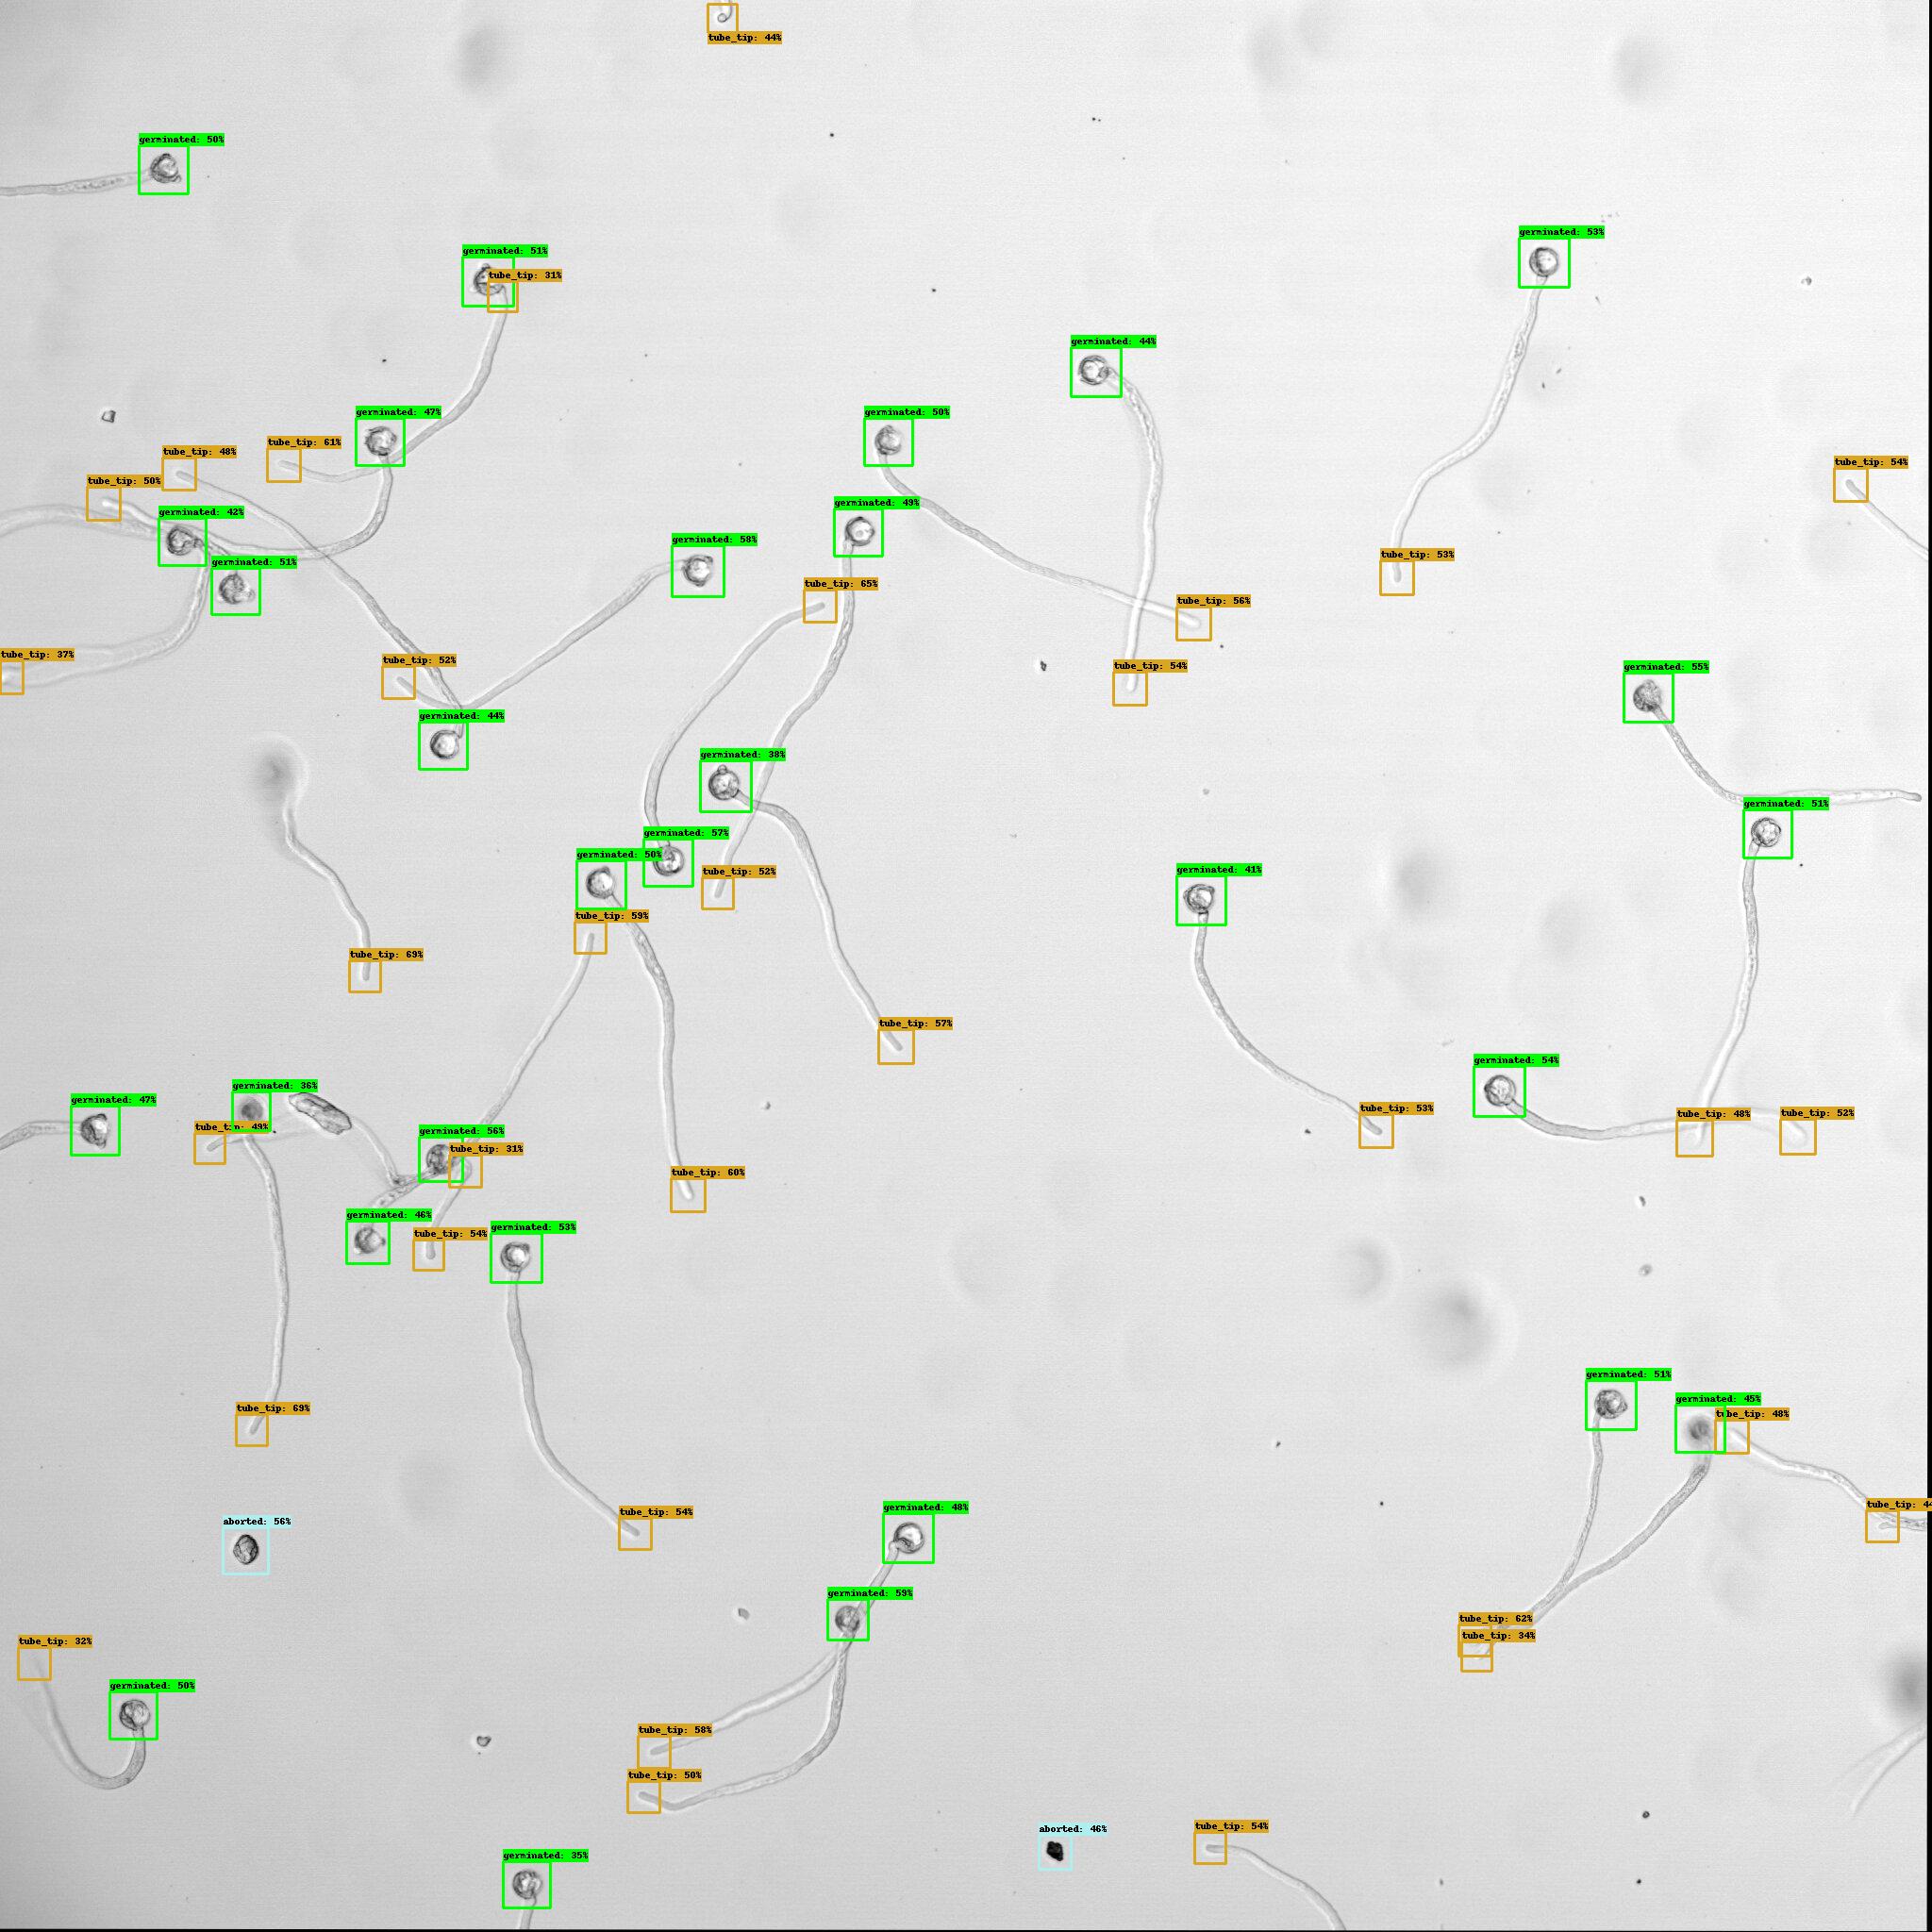 tube_tip: 44%
germinated: 50%
germinated: 53%
germinated: 51%
tube_tip: 31%
germinated: 44%
germinated: 47%
germinated: 50%
tube_tip: 61%
tube_tip: 48%
tube_tip: 54%
tube_tip: 50%
germinated: 49%
germinated: 42%
germinated: 58%
tube_tip: 53%
germinated: 51%
tube_tip: 65%
tube_tip: 56%
tube_tip: 37%
tube_tip: 52%
tube_tip: 54%
germinated: 55%
germinated: 44%
germinated: 38%
germinated: 51%
germinated: 57%
germinated: 50%
tube_tip: 52%
germinated: 41%
tube_tip: 59%
tube_tip: 69%
tube_tip: 57%
germinated: 54%
germinated: 36%
germinated: 47%
tube_tip: 53%
tube_tip: 48%
tube_tip: 52%
49%
germinated: 56%
tube_tip: 31%
tube_tip: 60%
germinated: 46%
germinated: 53%
tube_tip: 54%
germinated: 51%
germinated: 45%
tube_tip: 69%
tube_tip: 48%
tube_tip: 44
germinated: 48%
tube_tip: 54%
aborted: 56%
germinated: 59%
tube_tip: 62%
tube_tip: 34%
tube_tip: 32%
germinated: 50%
tube_tip: 58%
tube_tip: 50%
tube_tip: 54%
aborted: 46%
germinated: 35%